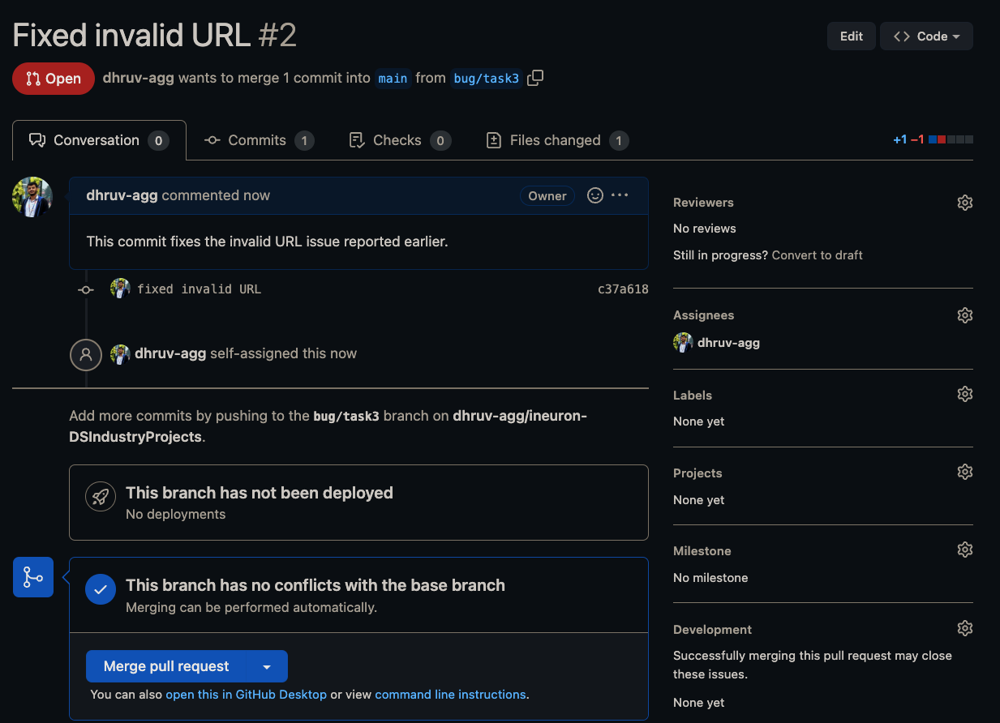 Fixed invalid URL #2
Edit
Code
Open
dhruv-agg wants to merge 1 commit into main from bug/task3
Conversation 0
Commits 1
Checks 0
Files changed 1
+1 −1
dhruv-agg commented now
Owner
This commit fixes the invalid URL issue reported earlier.
fixed invalid URL
c37a618
dhruv-agg self-assigned this now
Add more commits by pushing to the bug/task3 branch on dhruv-agg/ineuron-
DSIndustryProjects.
This branch has not been deployed
No deployments
This branch has no conflicts with the base branch
Merging can be performed automatically.
Merge pull request
You can also open this in GitHub Desktop or view command line instructions.
Reviewers
No reviews
Still in progress? Convert to draft
Assignees
dhruv-agg
Labels
None yet
Projects
None yet
Milestone
No milestone
Development
Successfully merging this pull request may close
these issues.
None yet